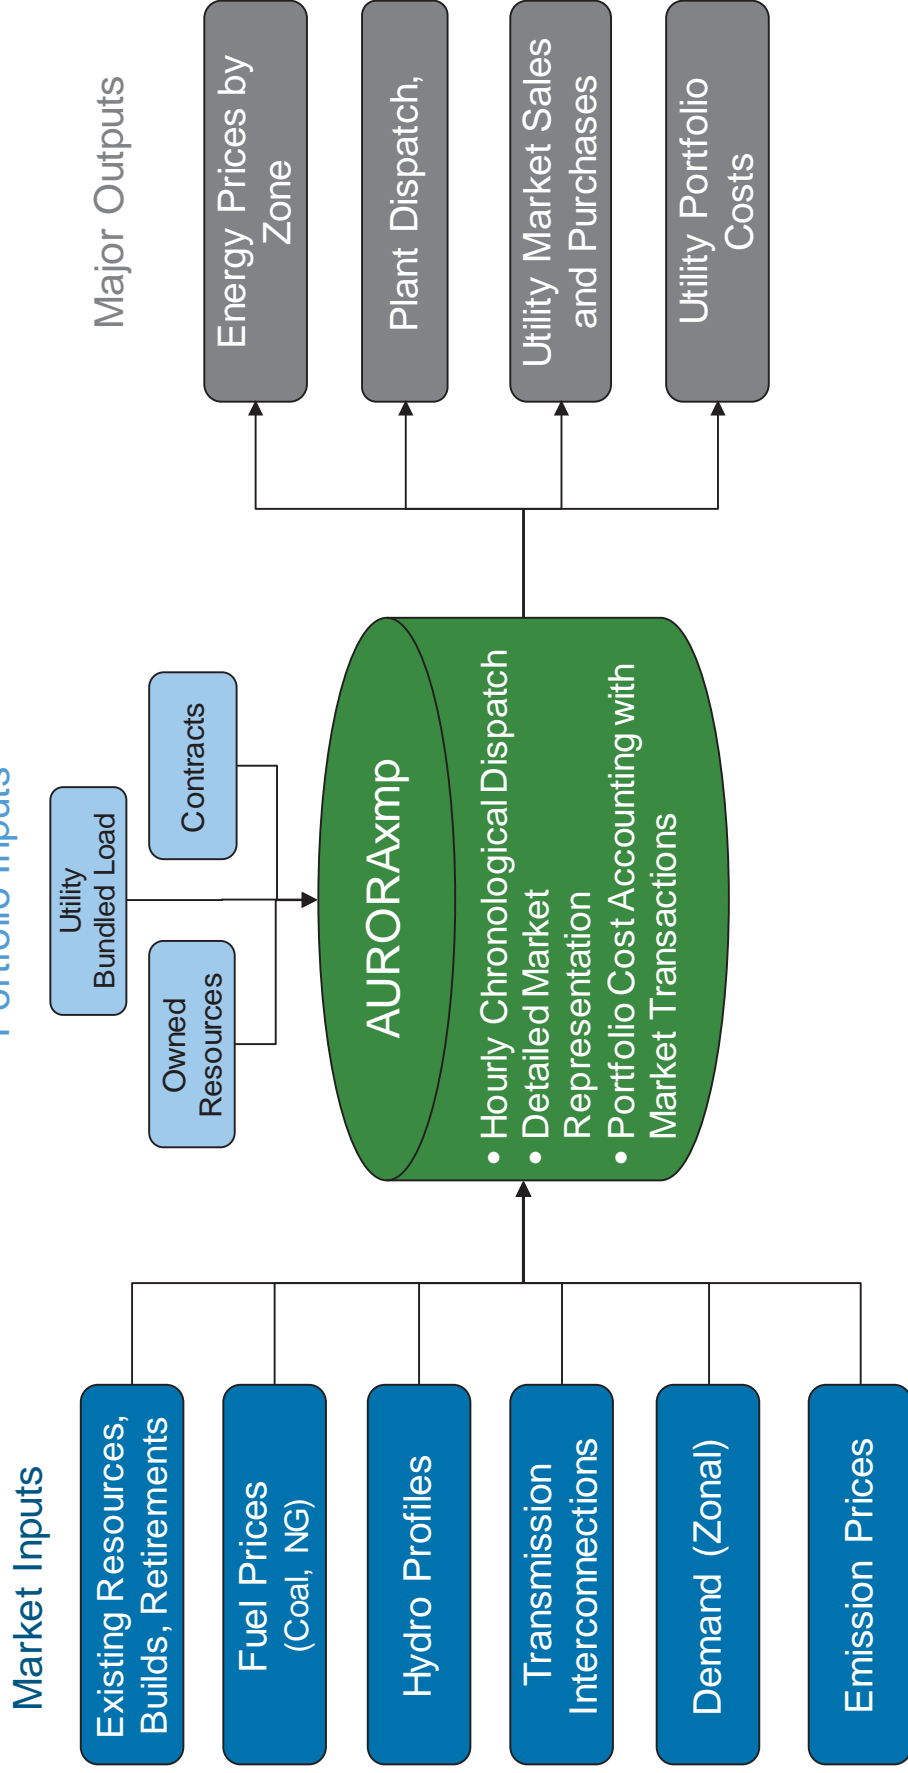 Portfolio Inputs
Market Inputs
Major Outputs
Utility
Bundled Load
Owned
Resources
Contracts
Existing Resources,
Builds, Retirements
Fuel Prices
(Coal, NG)
Hydro Profiles
Transmission
Interconnections
Demand (Zonal)
Emission Prices
AURORAxmp
• Hourly Chronological Dispatch
• Detailed Market
Representation
• Portfolio Cost Accounting with
Market Transactions
Energy Prices by
Zone
Plant Dispatch,
Utility Market Sales
and Purchases
Utility Portfolio
Costs